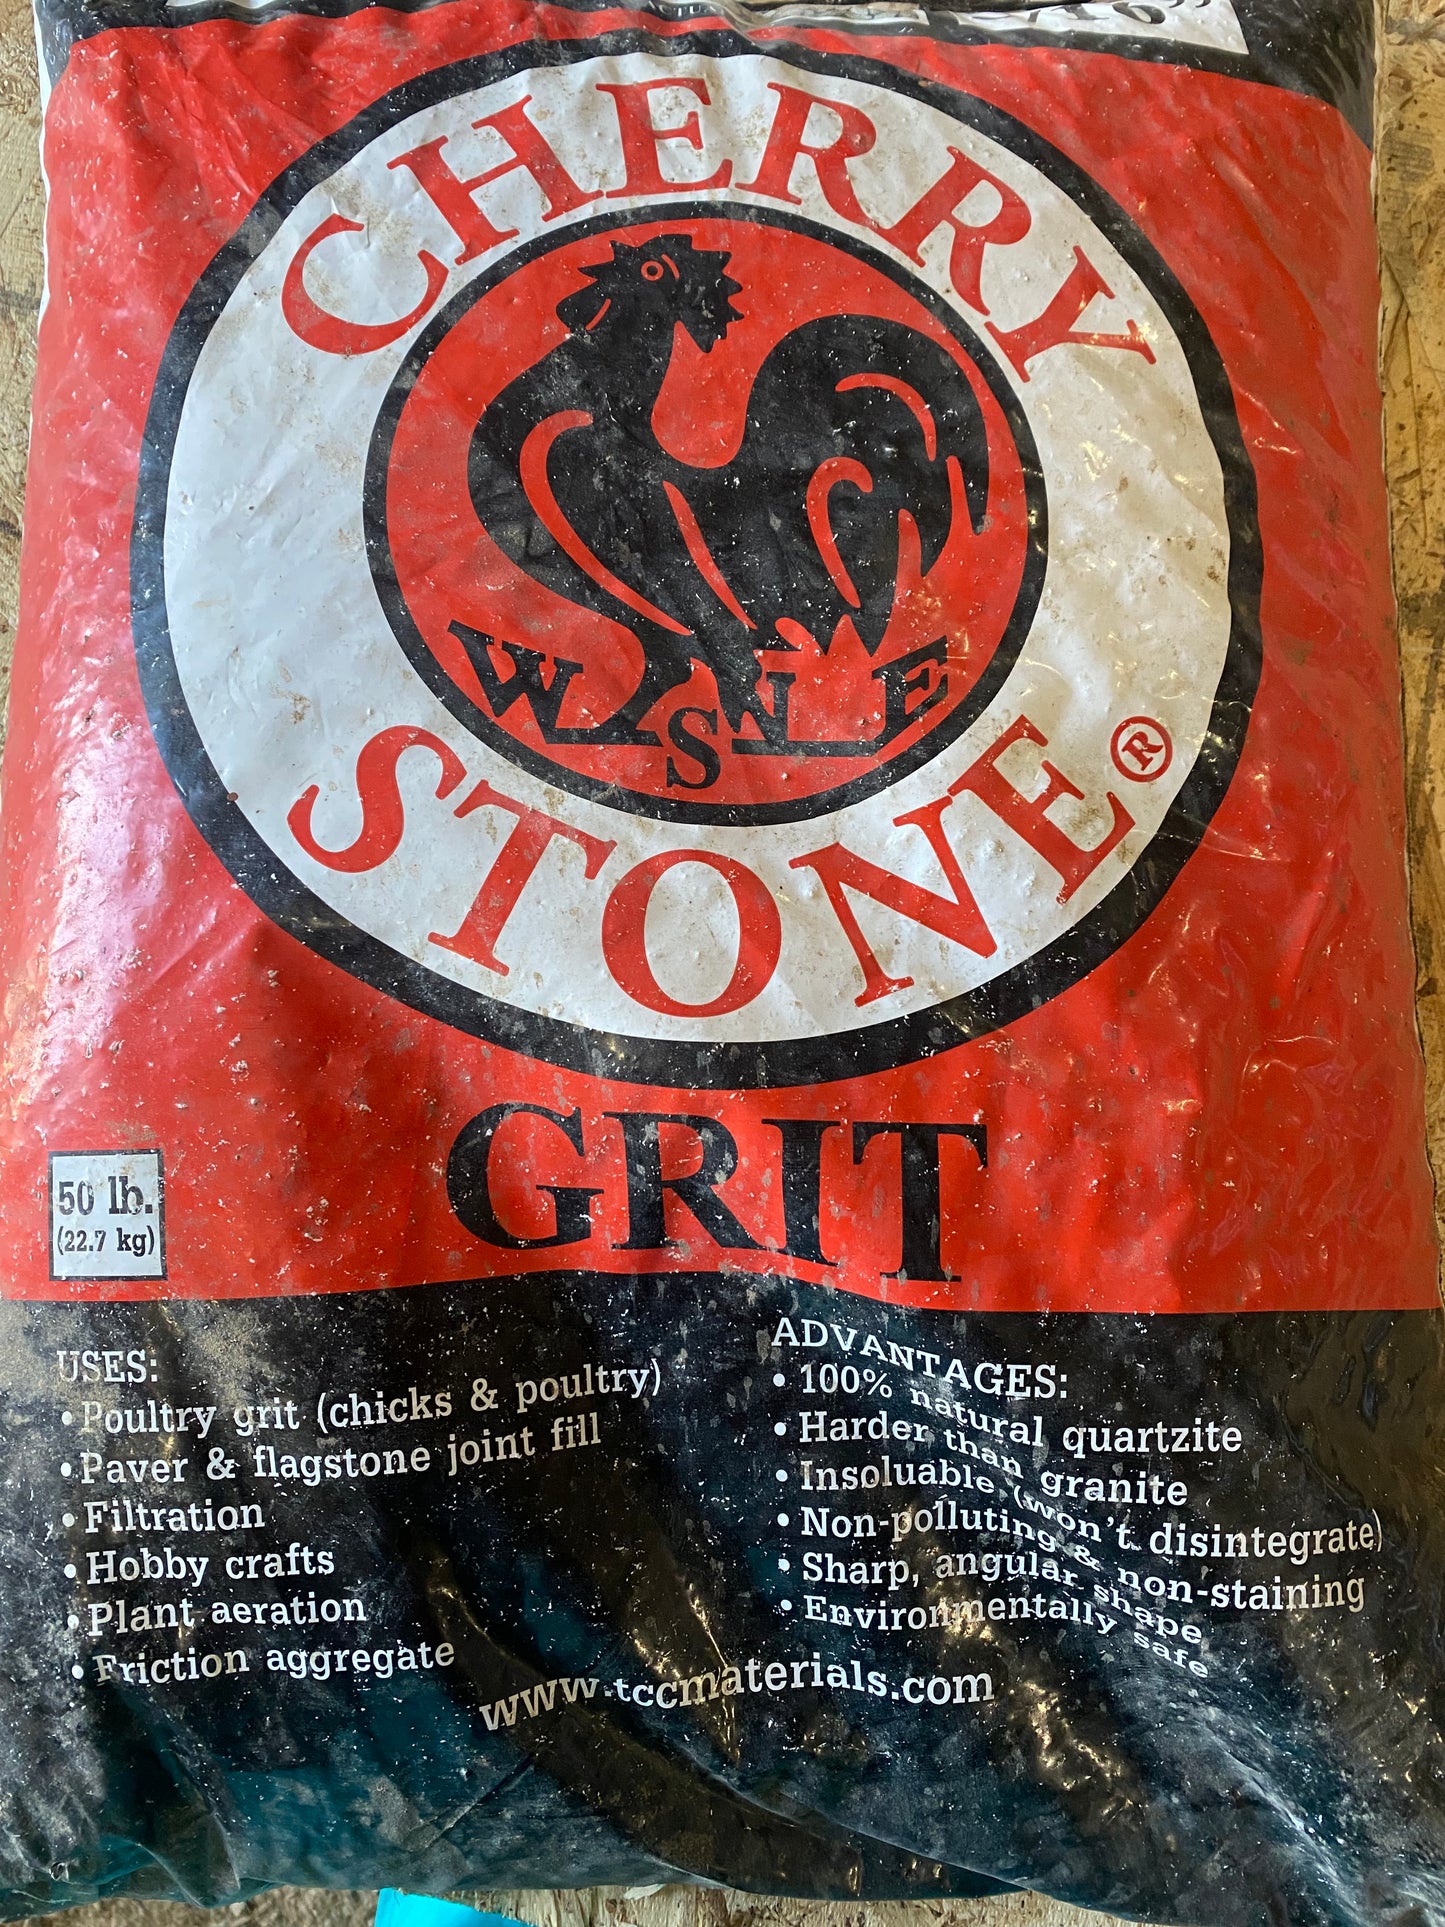 CHERRY
WISNE
STONE®
GRIT
50 lb.
(22.7 kg)
USES:
• Poultry grit (chicks & poultry)
• Paver & flagstone joint fill
• Filtration
• Hobby crafts
• Plant aeration
• Friction aggregate
ADVANTAGES:
• 100% natural quartzite
• Harder than granite
• Insoluable (won't disintegrate)
• Non-polluting & non-staining
• Sharp, angular shape
• Environmentally safe
www.tccmaterials.com